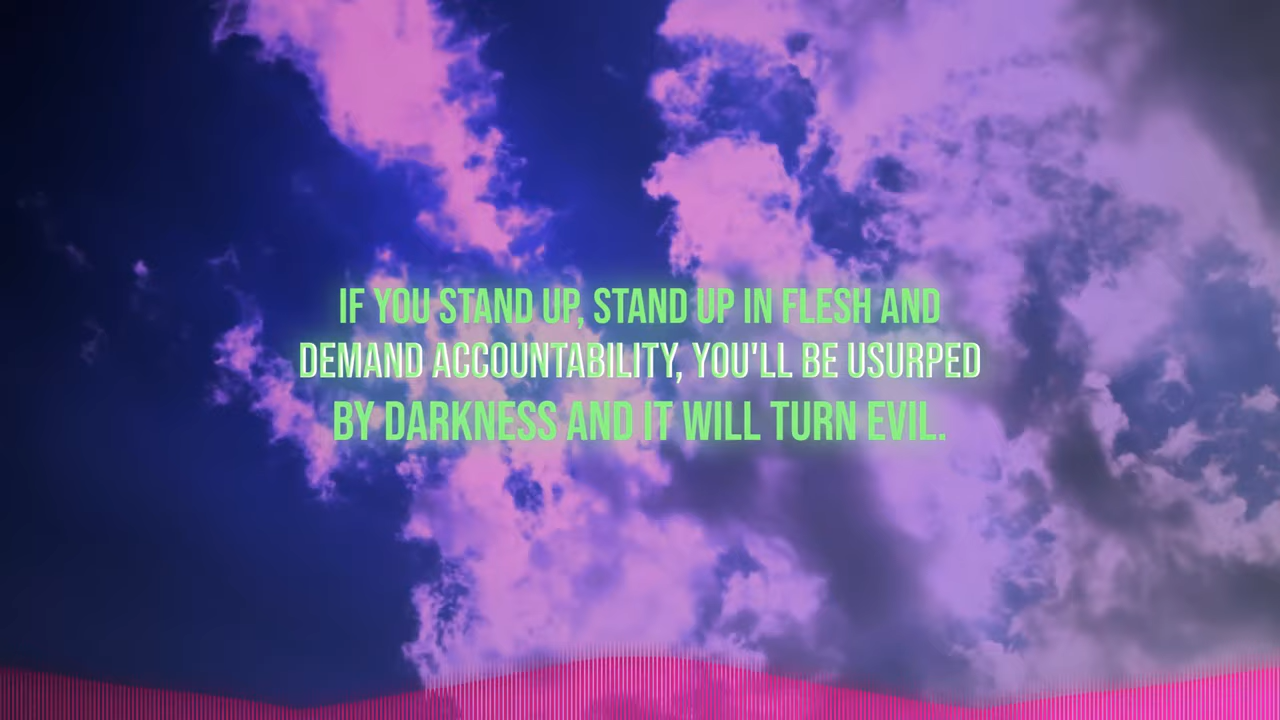 IF YOU STAND UP, STAND UP IN FLESH AND
DEMAND ACCOUNTABILITY, YOU'LL BE USURPED
BY DARKNESS AND IT WILL TURN EVIL.